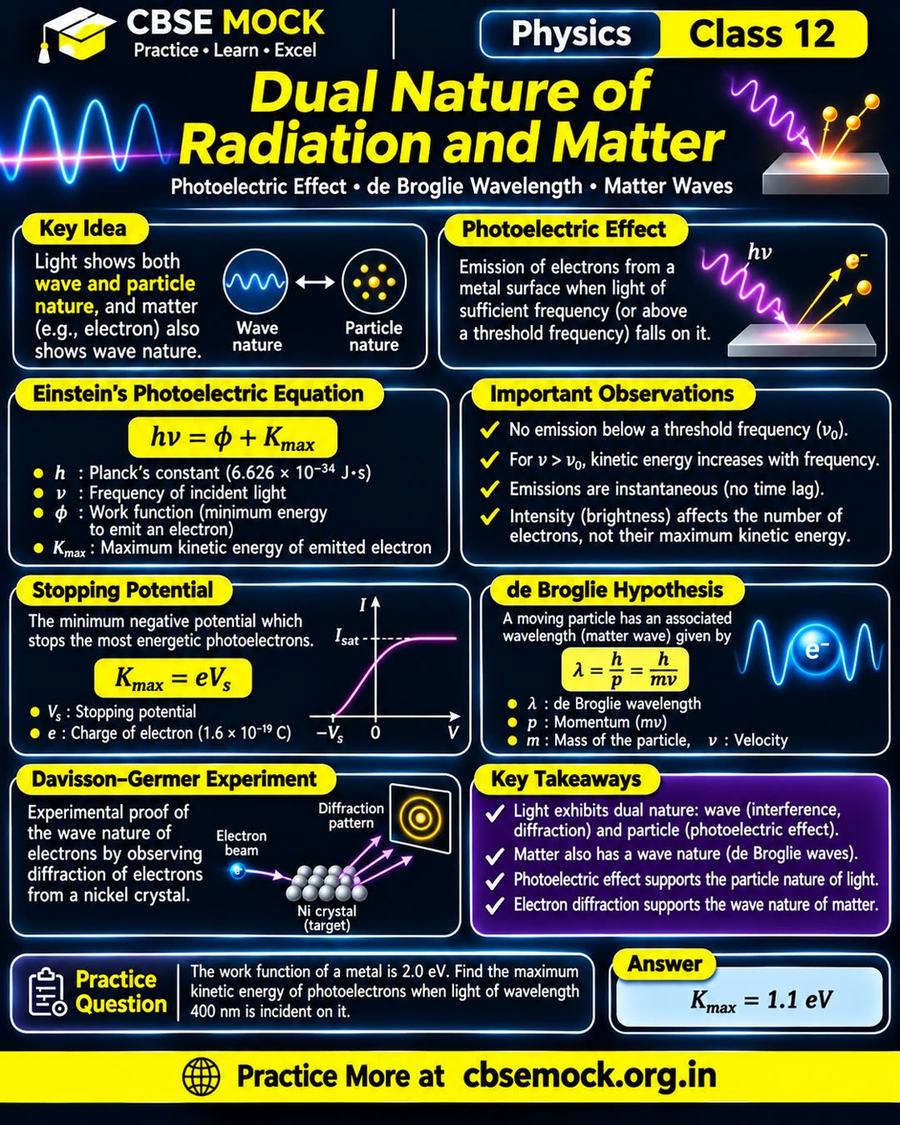 CBSE MOCK
Practice • Learn • Excel
Physics Class 12
Dual Nature of
Radiation and Matter
Photoelectric Effect • de Broglie Wavelength • Matter Waves
Key Idea
Light shows both
wave and particle
nature, and matter
(e.g., electron) also
shows wave nature.
Wave
nature
Particle
nature
Photoelectric Effect
Emission of electrons from a
metal surface when light of
sufficient frequency (or above
a threshold frequency) falls on it.
hν
e⁻
Einstein's Photoelectric Equation
hν = ϕ + Kₘₐₓ
• h : Planck's constant (6.626 × 10⁻³⁴ J•s)
• ν : Frequency of incident light
• ϕ : Work function (minimum energy
to emit an electron)
• Kₘₐₓ : Maximum kinetic energy of emitted electron
Important Observations
✓ No emission below a threshold frequency (ν₀).
✓ For ν > ν₀, kinetic energy increases with frequency.
✓ Emissions are instantaneous (no time lag).
✓ Intensity (brightness) affects the number of
electrons, not their maximum kinetic energy.
Stopping Potential
The minimum negative potential which
stops the most energetic photoelectrons.
Kₘₐₓ = eVₛ
• Vₛ : Stopping potential
• e : Charge of electron (1.6 × 10⁻¹⁹ C)
I
Iₛₐₜ
−Vₛ 0 V
de Broglie Hypothesis
A moving particle has an associated
wavelength (matter wave) given by
λ = h/p = h/mv
• λ : de Broglie wavelength
• p : Momentum (mv)
• m : Mass of the particle, ν : Velocity
e⁻
Davisson–Germer Experiment
Experimental proof of
the wave nature of
electrons by observing
diffraction of electrons
from a nickel crystal.
Electron
beam
e⁻
Diffraction
pattern
Ni crystal
(target)
Key Takeaways
✓ Light exhibits dual nature: wave (interference,
diffraction) and particle (photoelectric effect).
✓ Matter also has a wave nature (de Broglie waves).
✓ Photoelectric effect supports the particle nature of light.
✓ Electron diffraction supports the wave nature of matter.
Practice
Question
The work function of a metal is 2.0 eV. Find the maximum
kinetic energy of photoelectrons when light of wavelength
400 nm is incident on it.
Answer
Kₘₐₓ = 1.1 eV
Practice More at cbsemock.org.in